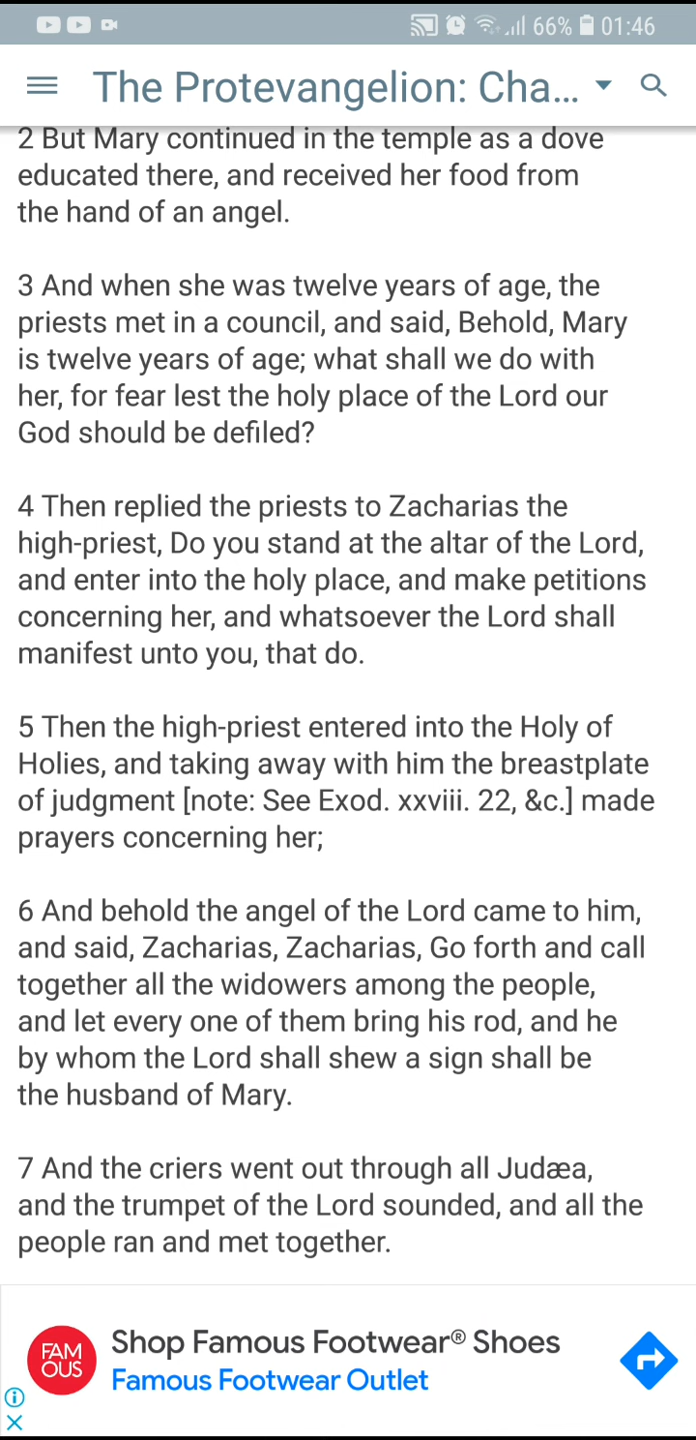 66% 01:46
The Protevangelion: Cha...
2 But Mary continued in the temple as a dove
educated there, and received her food from
the hand of an angel.
3 And when she was twelve years of age, the
priests met in a council, and said, Behold, Mary
is twelve years of age; what shall we do with
her, for fear lest the holy place of the Lord our
God should be defiled?
4 Then replied the priests to Zacharias the
high-priest, Do you stand at the altar of the Lord,
and enter into the holy place, and make petitions
concerning her, and whatsoever the Lord shall
manifest unto you, that do.
5 Then the high-priest entered into the Holy of
Holies, and taking away with him the breastplate
of judgment [note: See Exod. xxviii. 22, &c.] made
prayers concerning her;
6 And behold the angel of the Lord came to him,
and said, Zacharias, Zacharias, Go forth and call
together all the widowers among the people,
and let every one of them bring his rod, and he
by whom the Lord shall shew a sign shall be
the husband of Mary.
7 And the criers went out through all Judæa,
and the trumpet of the Lord sounded, and all the
people ran and met together.
FAM
OUS
Shop Famous Footwear® Shoes
Famous Footwear Outlet